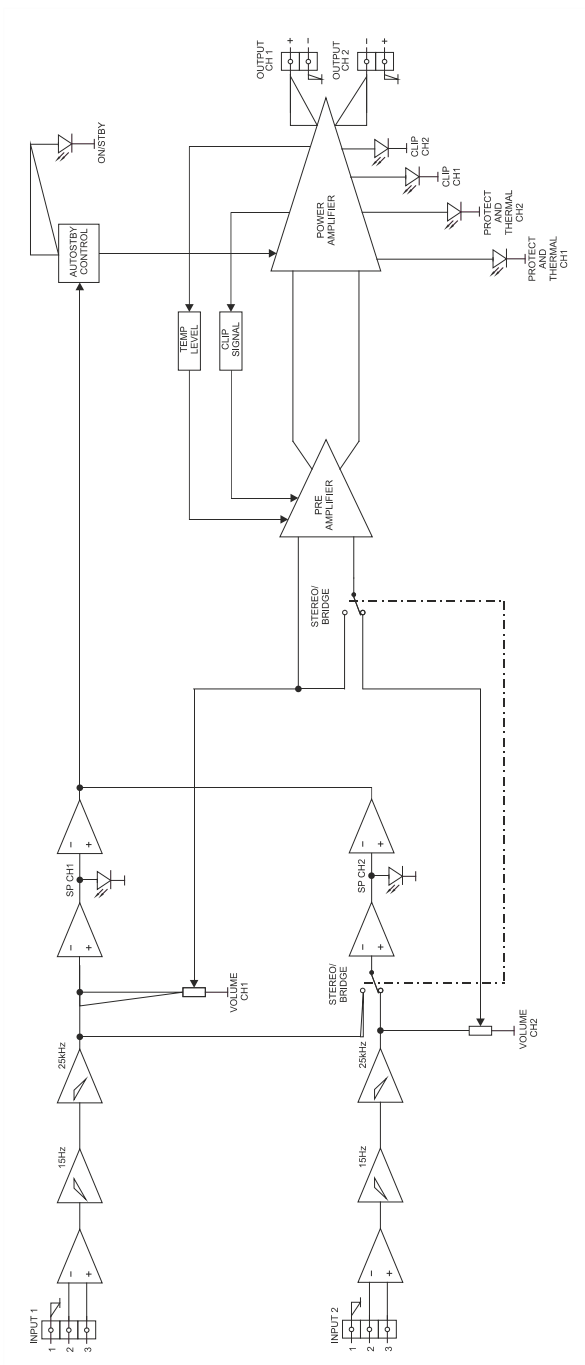 INPUT 1
1
2
3
-
+
15Hz
25kHz
VOLUME
CH1
-
+
SP CH1
-
+
INPUT 2
1
2
3
-
+
15Hz
25kHz
STEREO/
BRIDGE
VOLUME
CH2
-
+
SP CH2
-
+
STEREO/
BRIDGE
PRE
AMPLIFIER
TEMP
LEVEL
CLIP
SIGNAL
AUTOSTBY
CONTROL
ON/STBY
POWER
AMPLIFIER
OUTPUT
CH 1
+
-
OUTPUT
CH 2
-
+
CLIP
CH2
CLIP
CH1
PROTECT
AND
THERMAL
CH2
PROTECT
AND
THERMAL
CH1